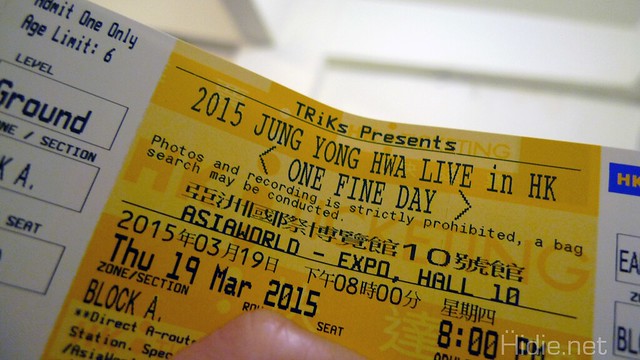 Admit One Only
Age Limit: 6
LEVEL
Ground
ZONE / SECTION
A.
SEAT
TRiKs Presents
2015 JUNG YONG HWA LIVE in HK
< ONE FINE DAY >
Photos and recording is strictly prohibited, a bag
search may be conducted.
亞洲國際博覽館10號館
ASIAWORLD - EXPO, HALL 10
2015年03月19日 下午08時00分 星期四
Thu 19 Mar 2015 8:00
ZONE/SECTION
SEAT
BLOCK A.
**Direct A-route
Station.
HK
Hidie.net